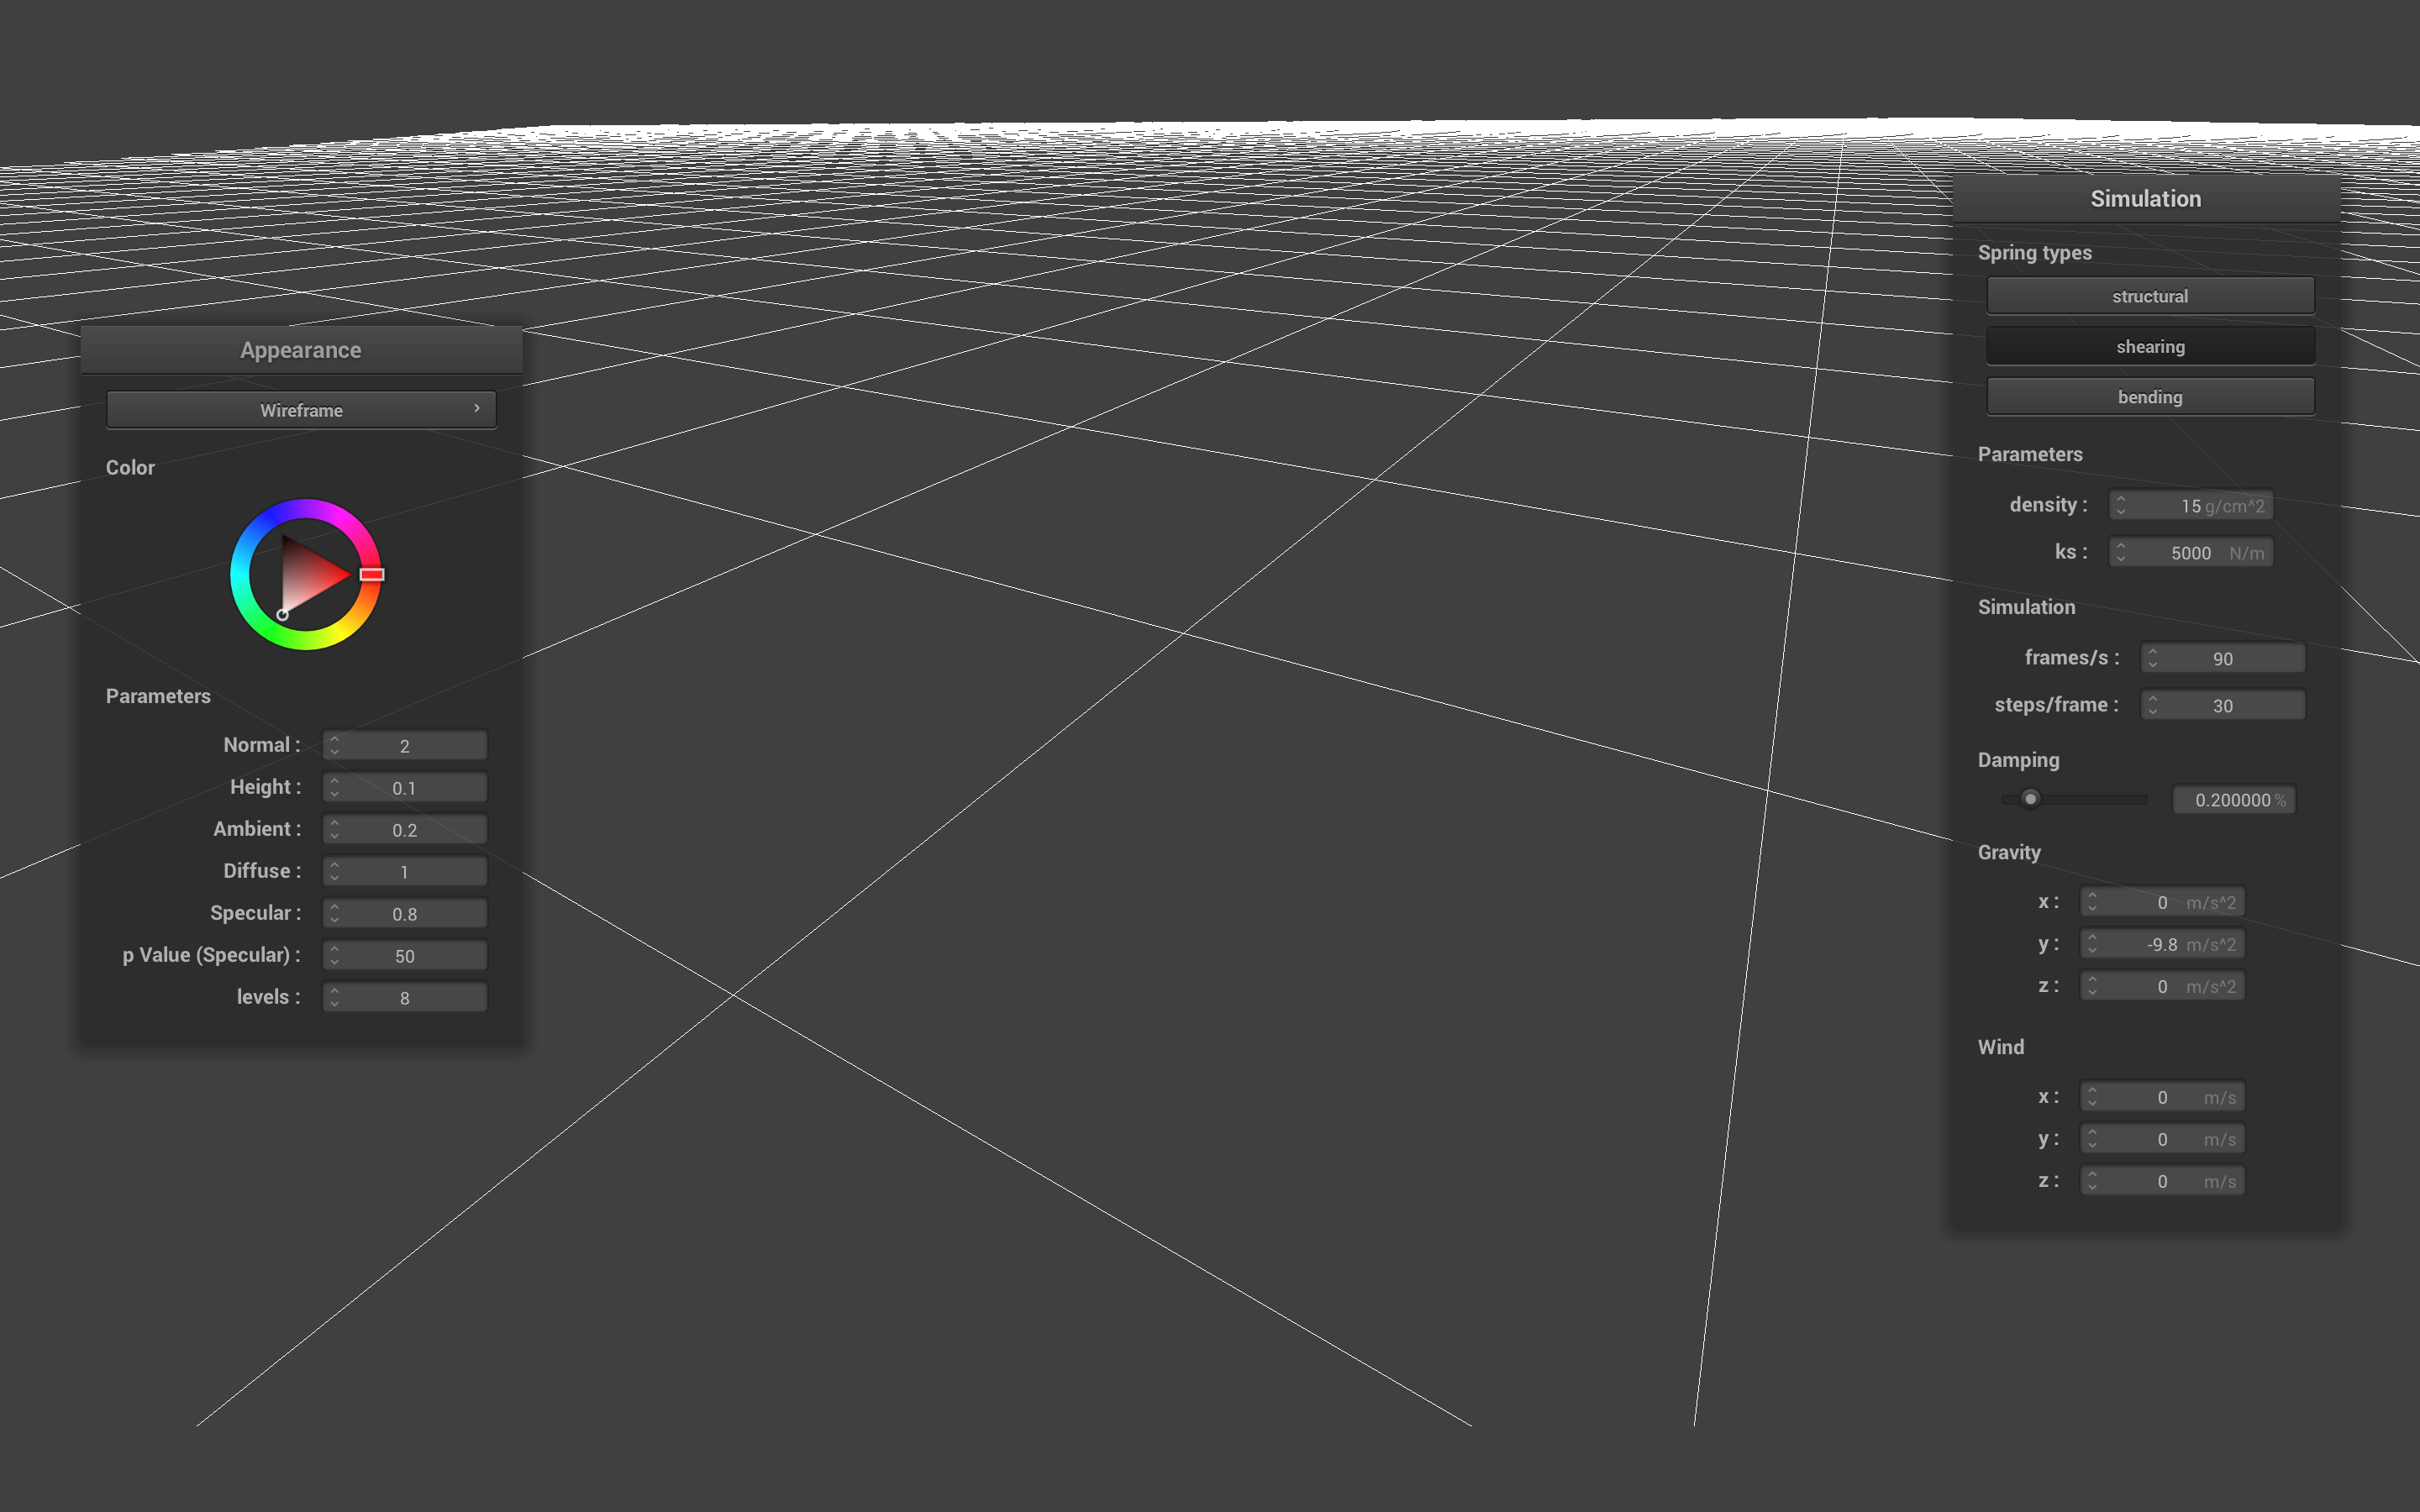 Appearance
Wireframe
Color
Parameters
Normal : 2
Height : 0.1
Ambient : 0.2
Diffuse : 1
Specular : 0.8
p Value (Specular) : 50
levels : 8
Simulation
Spring types
structural
shearing
bending
Parameters
density : 15 g/cm^2
ks : 5000 N/m
Simulation
frames/s : 90
steps/frame : 30
Damping
0.200000 %
Gravity
x : 0 m/s^2
y : -9.8 m/s^2
z : 0 m/s^2
Wind
x : 0 m/s
y : 0 m/s
z : 0 m/s